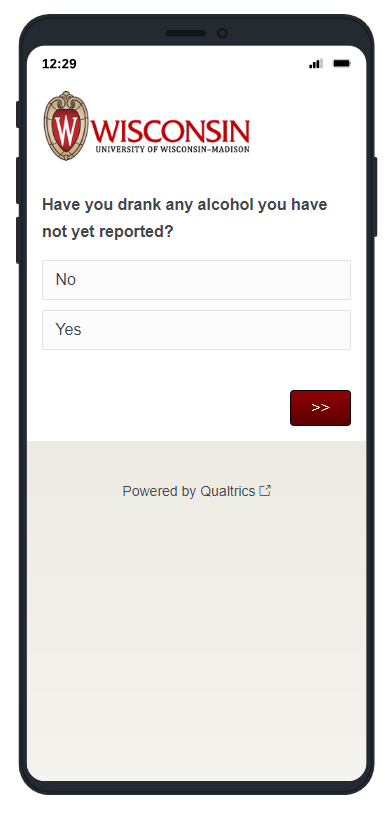 12:29
W
WISCONSIN
UNIVERSITY OF WISCONSIN–MADISON
Have you drank any alcohol you have
not yet reported?
No
Yes
>>
Powered by Qualtrics